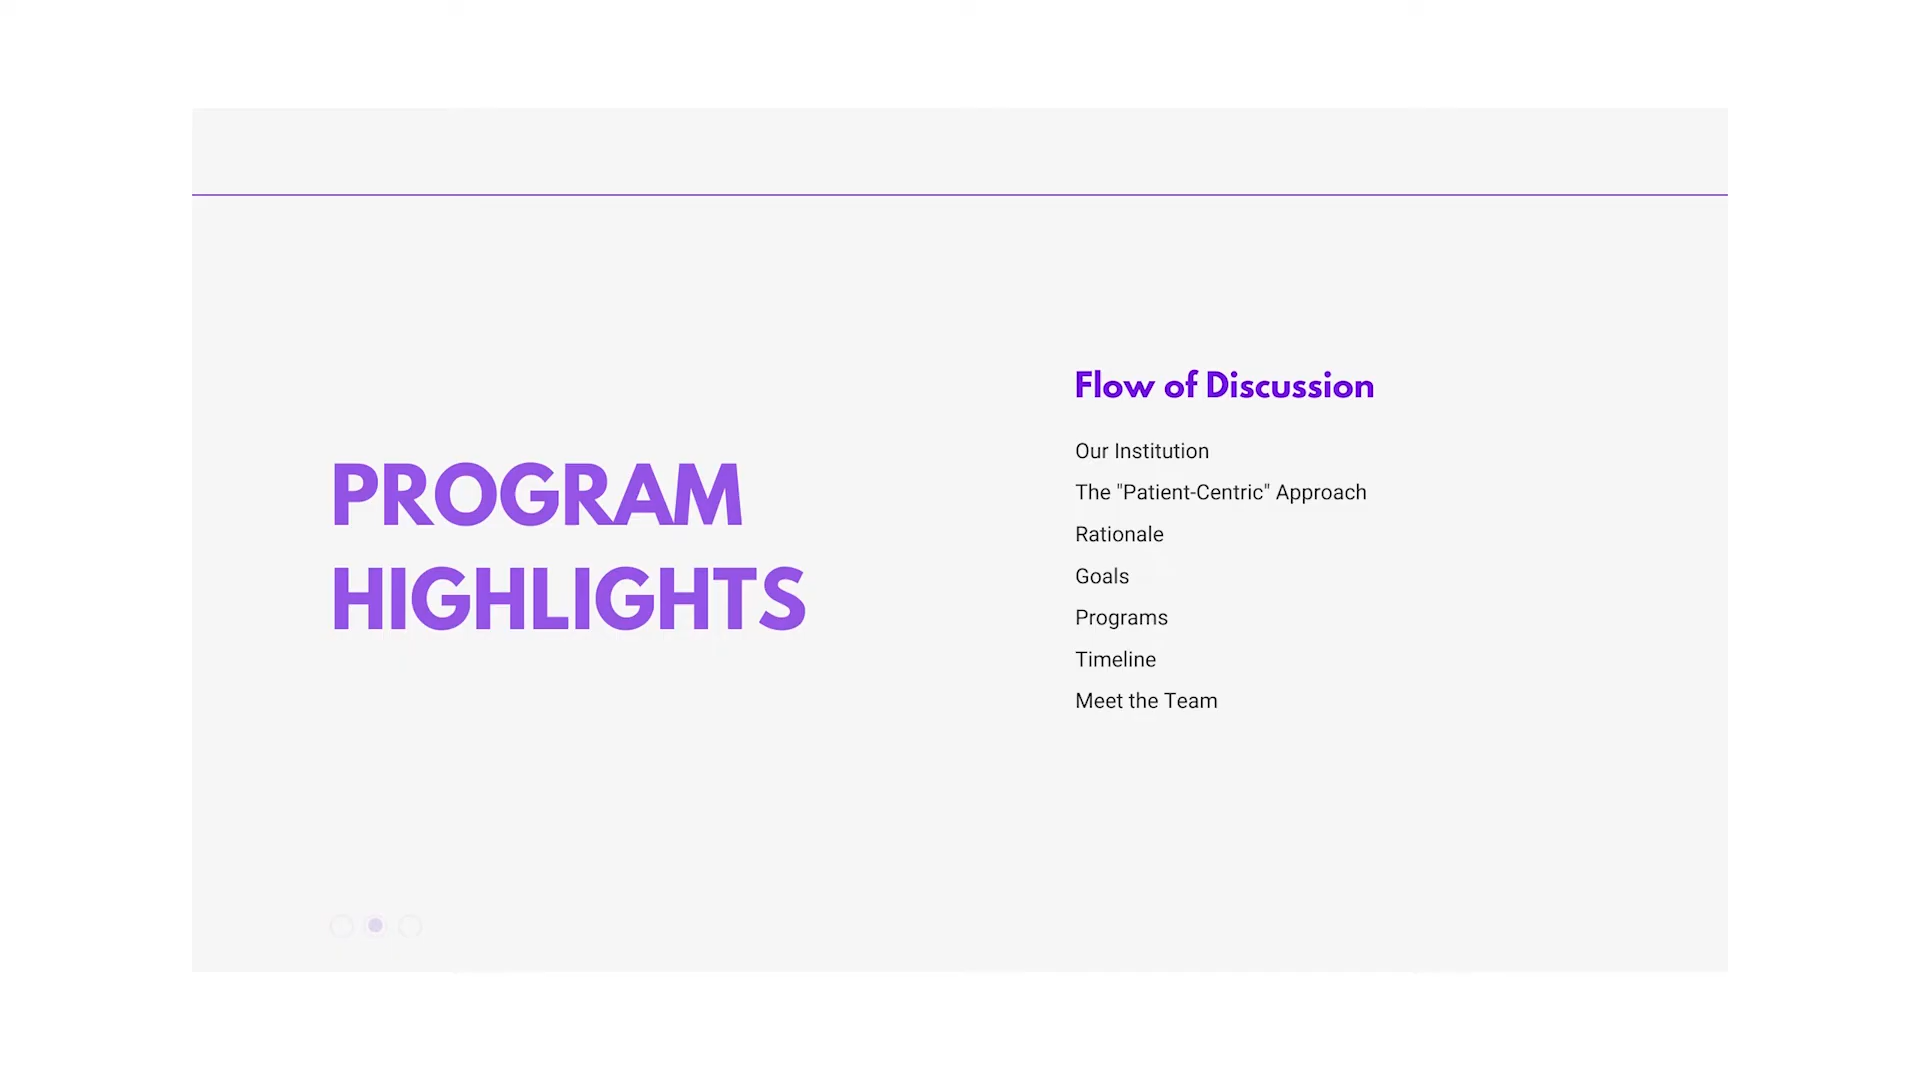 PROGRAM
HIGHLIGHTS
Flow of Discussion
Our Institution
The "Patient-Centric" Approach
Rationale
Goals
Programs
Timeline
Meet the Team